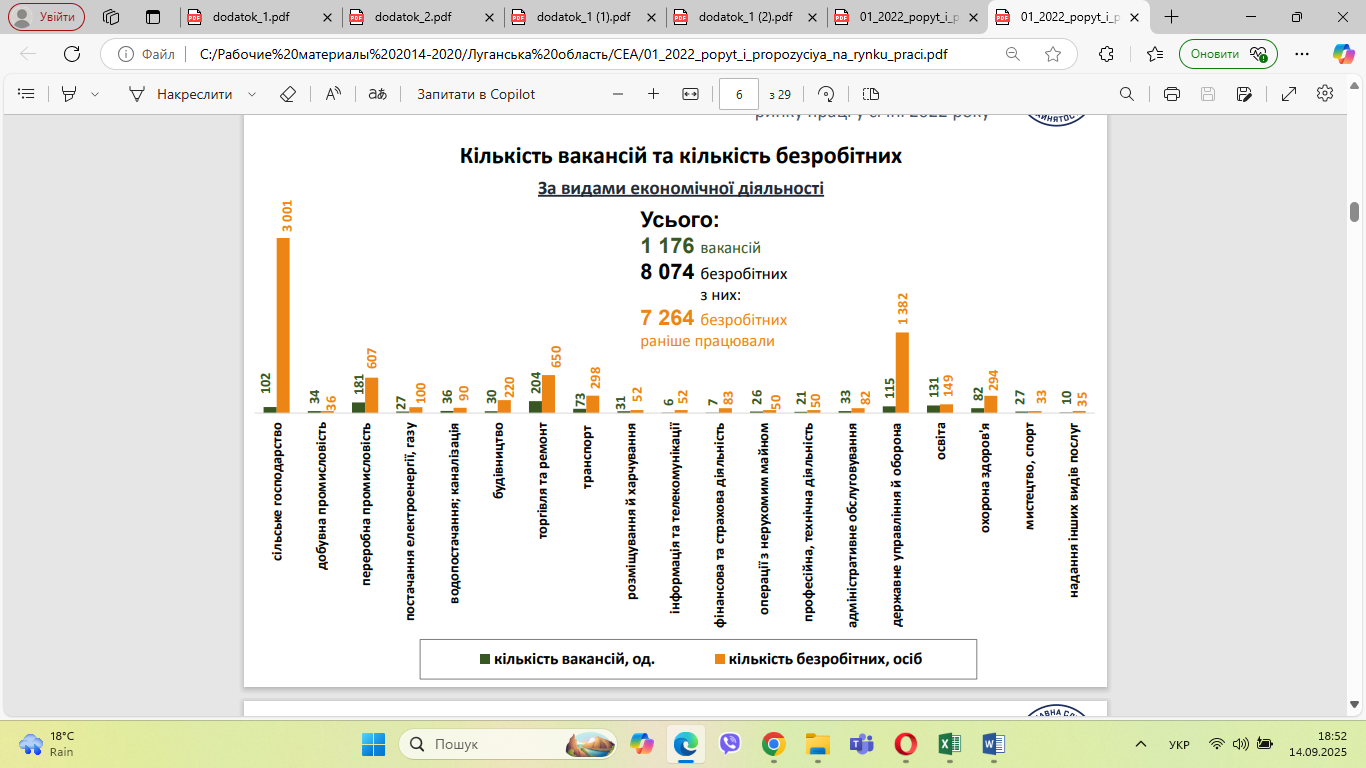 Увійти
dodatok_1.pdf
dodatok_2.pdf
dodatok_1 (1).pdf
dodatok_1 (2).pdf
01_2022_popyt_i_p
01_2022_popyt_i_p
Файл
C:/Рабочие%20материалы%202014-2020/Луганська%20область/СЕА/01_2022_popyt_i_propozyciya_na_rynku_praci.pdf
Оновити
Накреслити
Запитати в Copilot
6
з 29
ринку праці у січні 2022 року
Кількість вакансій та кількість безробітних
За видами економічної діяльності
Усього:
1 176 вакансій
8 074 безробітних
з них:
7 264 безробітних
раніше працювали
102
3 001
34
36
181
607
27
100
36
90
30
220
204
650
73
298
31
52
6
52
7
83
26
50
21
50
33
82
115
1 382
131
149
82
294
27
33
10
35
сільське господарство
добувна промисловість
переробна промисловість
постачання електроенергії, газу
водопостачання; каналізація
будівництво
торгівля та ремонт
транспорт
розміщування й харчування
інформація та телекомунікації
фінансова та страхова діяльність
операції з нерухомим майном
професійна, технічна діяльність
адміністративне обслуговування
державне управління й оборона
освіта
охорона здоров'я
мистецтво, спорт
надання інших видів послуг
кількість вакансій, од.
кількість безробітних, осіб
18°C
Rain
Пошук
УКР
18:52
14.09.2025